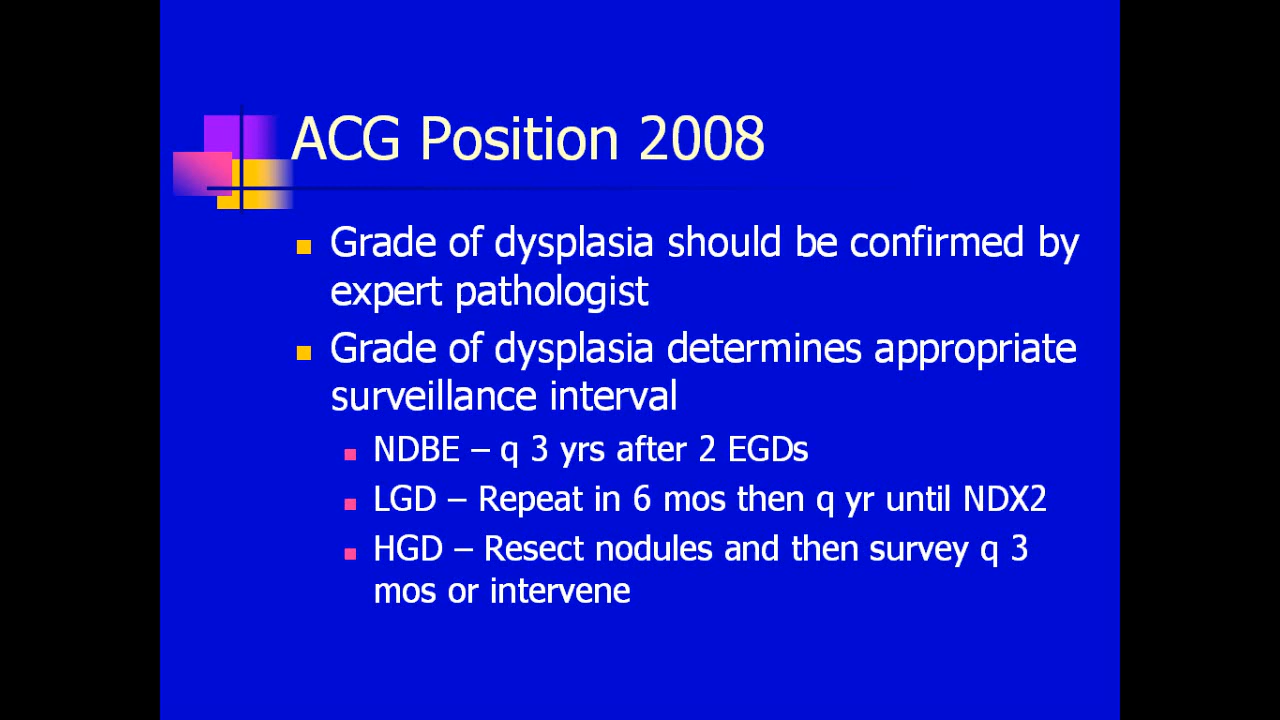 ACG Position 2008
Grade of dysplasia should be confirmed by
expert pathologist
Grade of dysplasia determines appropriate
surveillance interval
NDBE – q 3 yrs after 2 EGDs
LGD – Repeat in 6 mos then q yr until NDX2
HGD – Resect nodules and then survey q 3
mos or intervene